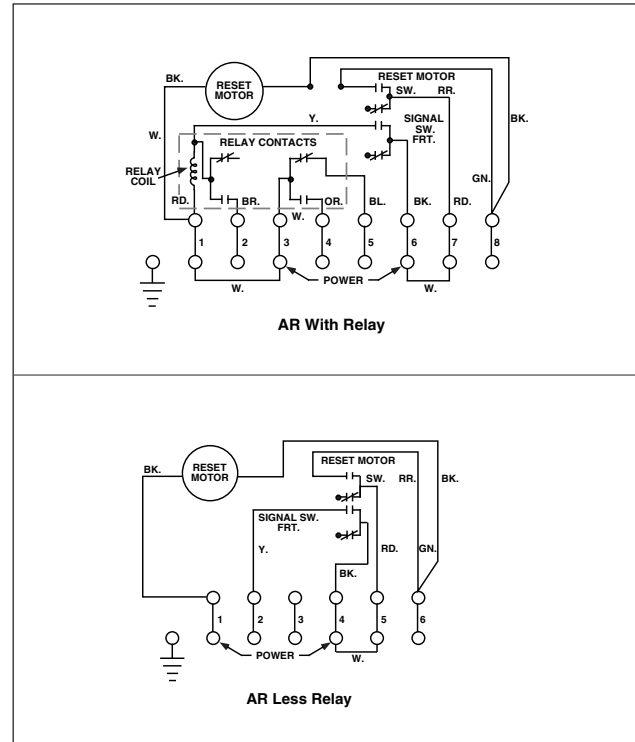 RESET MOTOR
BK.
RESET
MOTOR
SW. RR.
Y. SIGNAL
SW.
FRT.
BK.
W.
RELAY CONTACTS
RELAY
COIL
GN.
RD. BR. OR. BL. BK. RD.
W.
1 2 3 4 5 6 7 8
POWER
W. W.
AR With Relay
RESET MOTOR
BK. RESET
MOTOR
SW. RR. BK.
SIGNAL SW.
FRT.
Y. RD. GN.
BK.
1 2 3 4 5 6
POWER W.
AR Less Relay